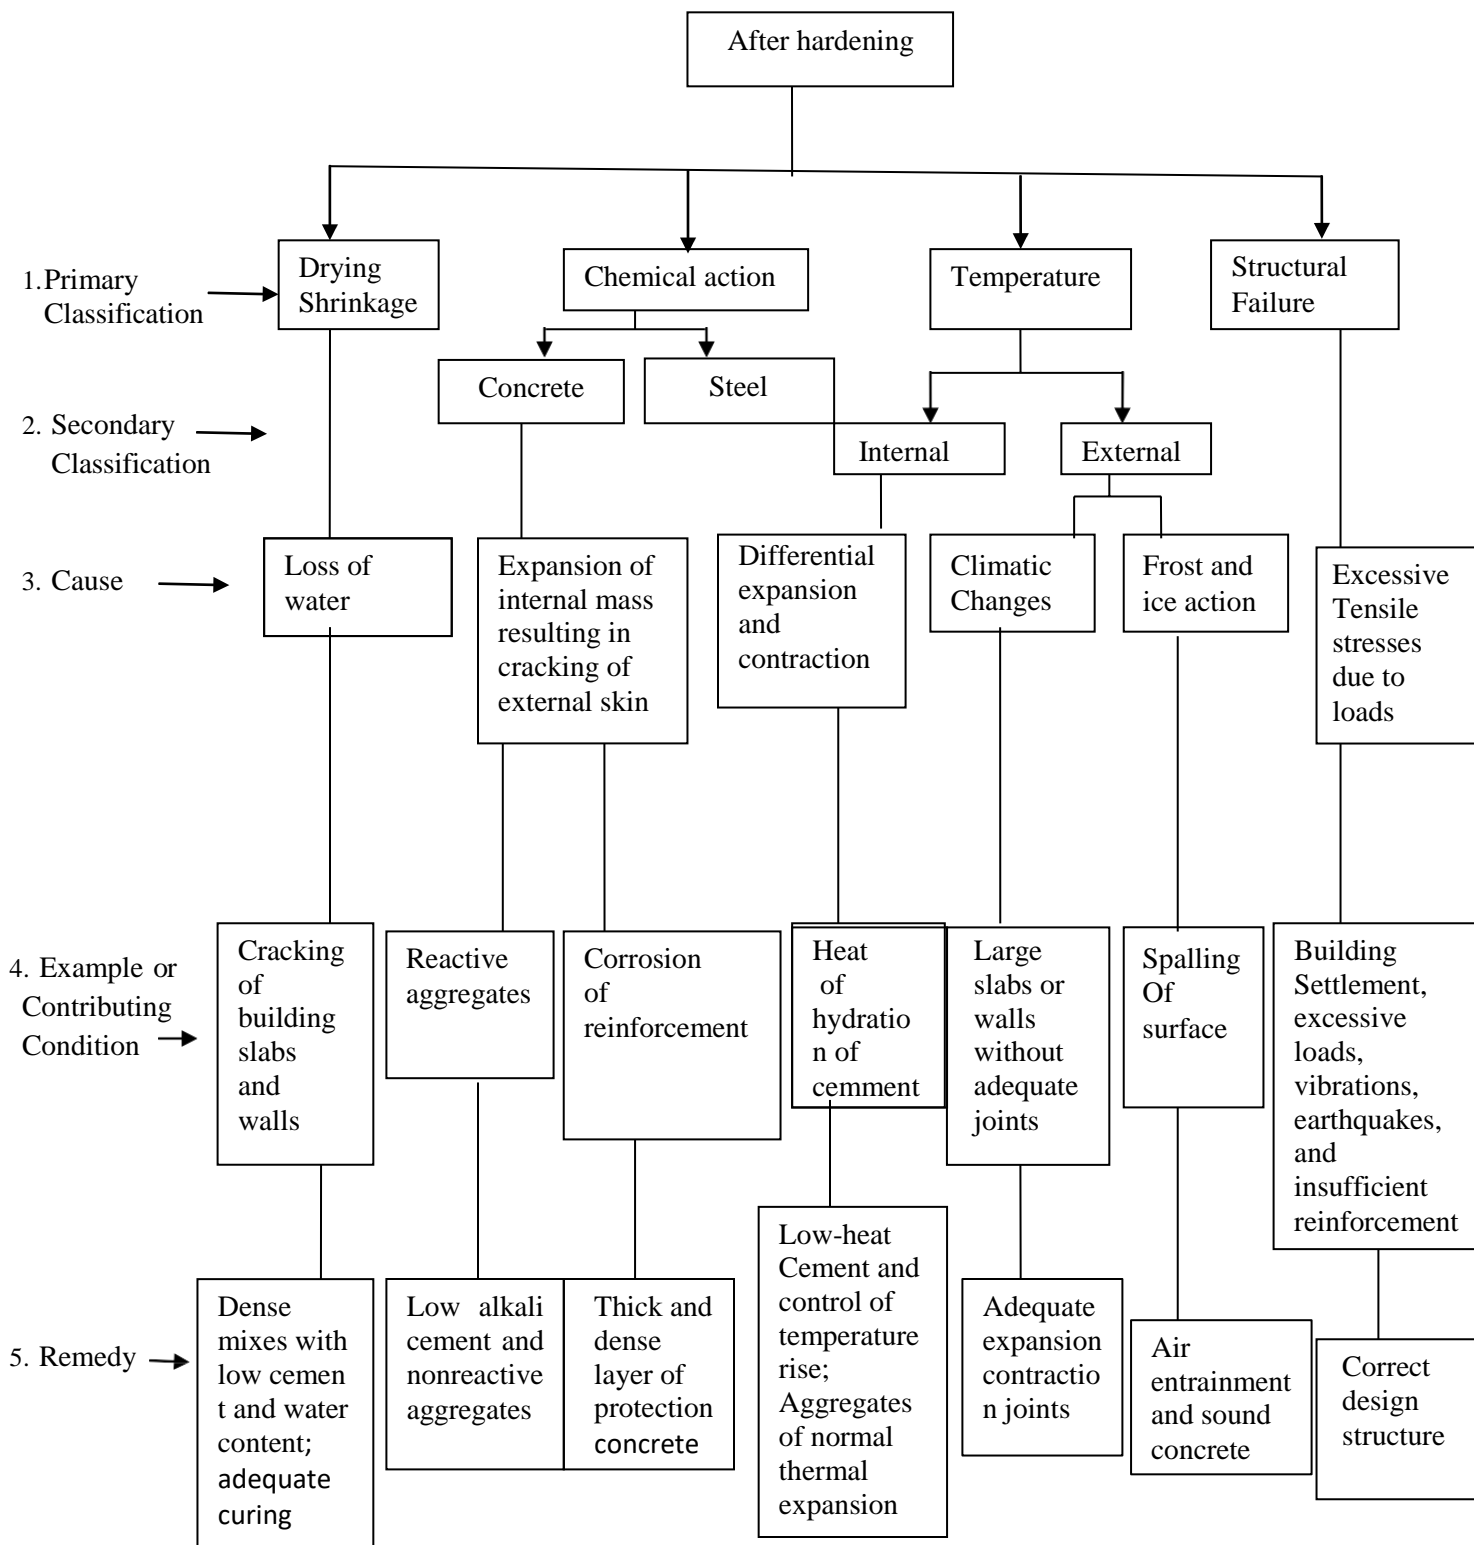 After hardening
1. Primary
Classification
Drying
Shrinkage
Chemical action
Temperature
Structural
Failure
2. Secondary
Classification
Concrete
Steel
Internal
External
3. Cause
Loss of
water
Expansion of
internal mass
resulting in
cracking of
external skin
Differential
expansion
and
contraction
Climatic
Changes
Frost and
ice action
Excessive
Tensile
stresses
due to
loads
4. Example or
Contributing
Condition
Cracking
of
building
slabs
and
walls
Reactive
aggregates
Corrosion
of
reinforcement
Heat
of
hydratio
n of
cemment
Large
slabs or
walls
without
adequate
joints
Spalling
Of
surface
Building
Settlement,
excessive
loads,
vibrations,
earthquakes,
and
insufficient
reinforcement
5. Remedy
Dense
mixes with
low cemen
t and water
content;
adequate
curing
Low alkali
cement and
nonreactive
aggregates
Thick and
dense
layer of
protection
concrete
Low-heat
Cement and
control of
temperature
rise;
Aggregates
of normal
thermal
expansion
Adequate
expansion
contractio
n joints
Air
entrainment
and sound
concrete
Correct
design
structure